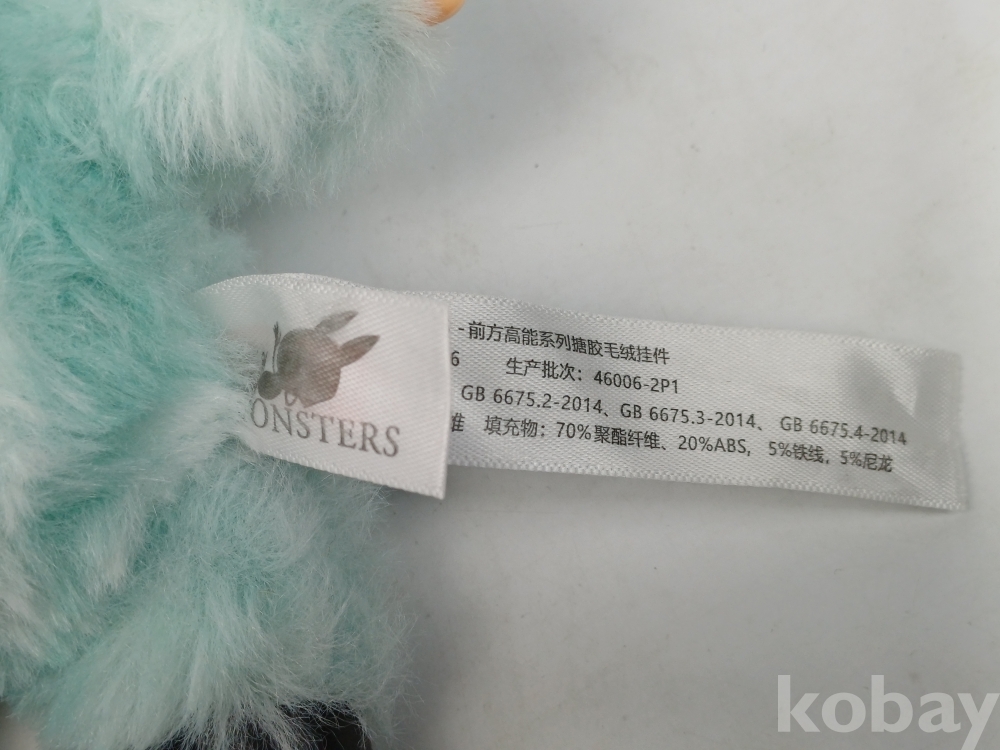 ONSTERS
-前方高能系列搪胶毛绒挂件
6 生产批次：46006-2P1
GB 6675.2-2014、GB 6675.3-2014、 GB 6675.4-2014
填充物：70%聚酯纤维、20%ABS， 5%铁线，5%尼龙
kobay